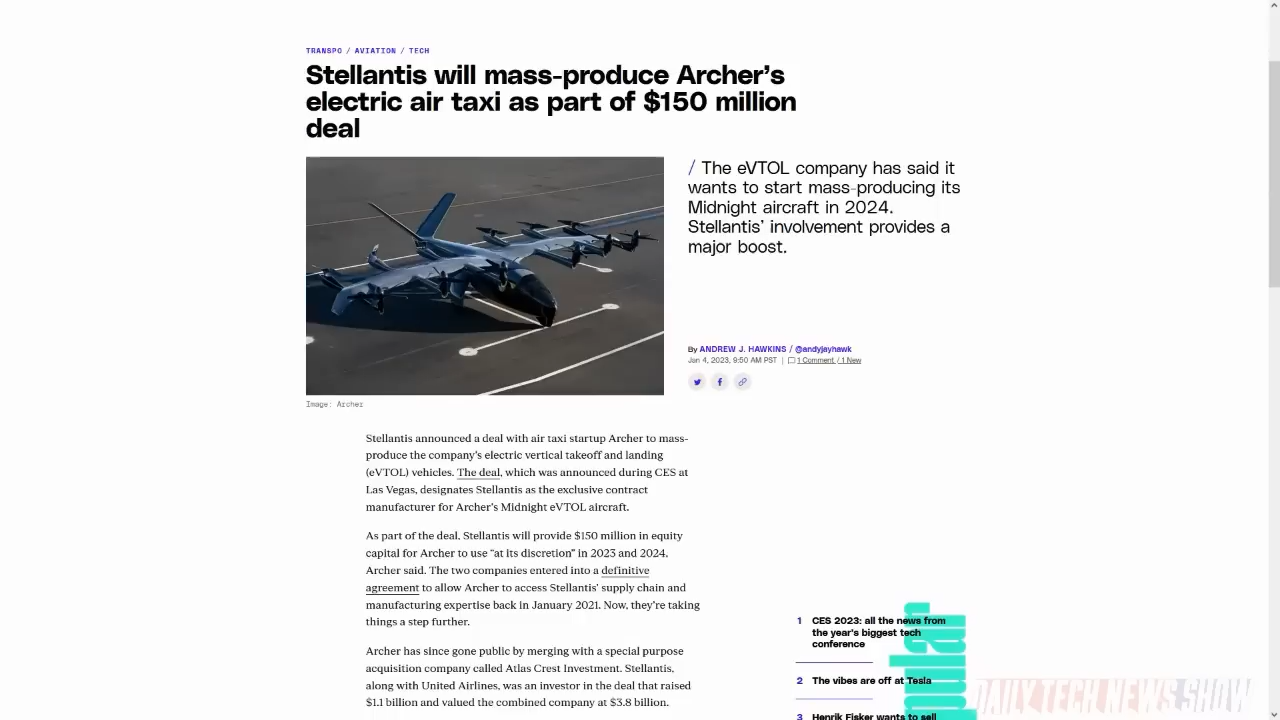 TRANSPO / AVIATION / TECH
Stellantis will mass-produce Archer's
electric air taxi as part of $150 million
deal
/ The eVTOL company has said it
wants to start mass-producing its
Midnight aircraft in 2024.
Stellantis' involvement provides a
major boost.
By ANDREW J. HAWKINS / @andyjayhawk
Jan 4, 2023, 9:50 AM PST | 1 Comment / 1 New
Image: Archer
Stellantis announced a deal with air taxi startup Archer to mass-
produce the company's electric vertical takeoff and landing
(eVTOL) vehicles. The deal, which was announced during CES at
Las Vegas, designates Stellantis as the exclusive contract
manufacturer for Archer's Midnight eVTOL aircraft.
As part of the deal, Stellantis will provide $150 million in equity
capital for Archer to use "at its discretion" in 2023 and 2024,
Archer said. The two companies entered into a definitive
agreement to allow Archer to access Stellantis' supply chain and
manufacturing expertise back in January 2021. Now, they're taking
things a step further.
Archer has since gone public by merging with a special purpose
acquisition company called Atlas Crest Investment. Stellantis,
along with United Airlines, was an investor in the deal that raised
$1.1 billion and valued the combined company at $3.8 billion.
1 CES 2023: all the news from
the year's biggest tech
conference
2 The vibes are off at Tesla
3 Henrik Fisker wants to sell
DAILY TECH NEWS SHOW